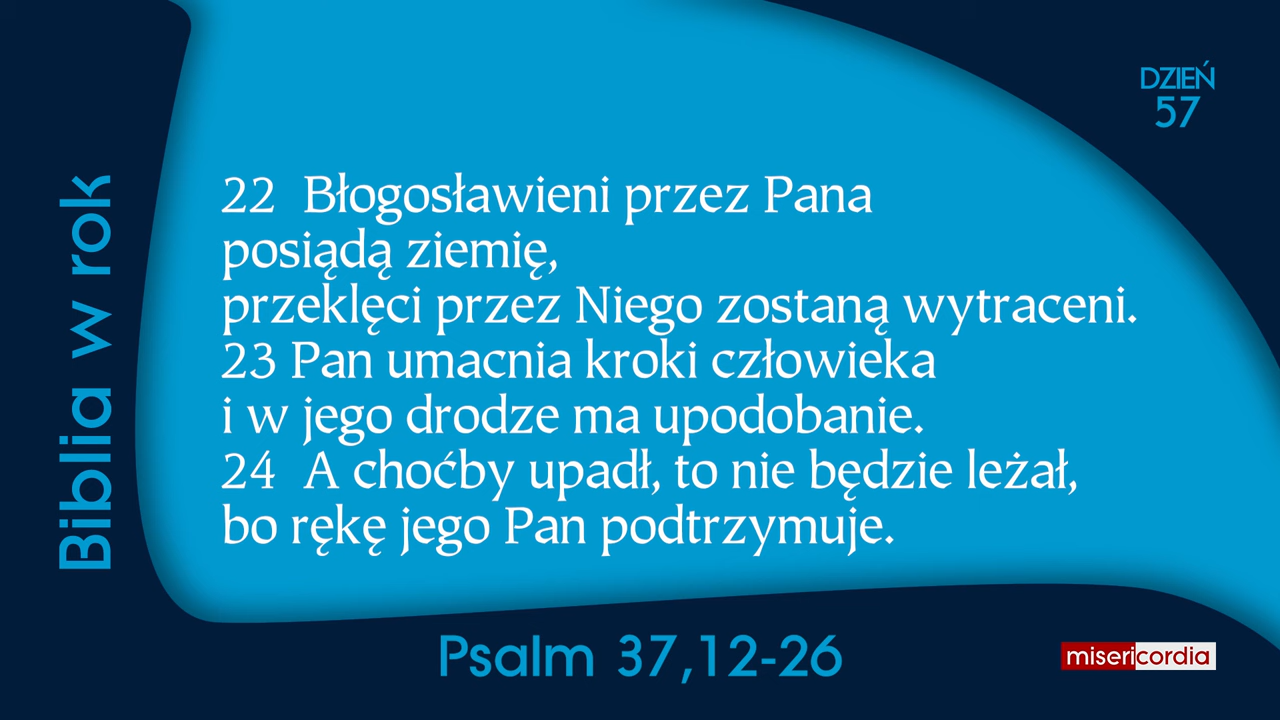 DZIEŃ
57
Biblia w rok
22 Błogosławieni przez Pana
posiądą ziemię,
przeklęci przez Niego zostaną wytraceni.
23 Pan umacnia kroki człowieka
i w jego drodze ma upodobanie.
24 A choćby upadł, to nie będzie leżał,
bo rękę jego Pan podtrzymuje.
Psalm 37,12-26
misericordia